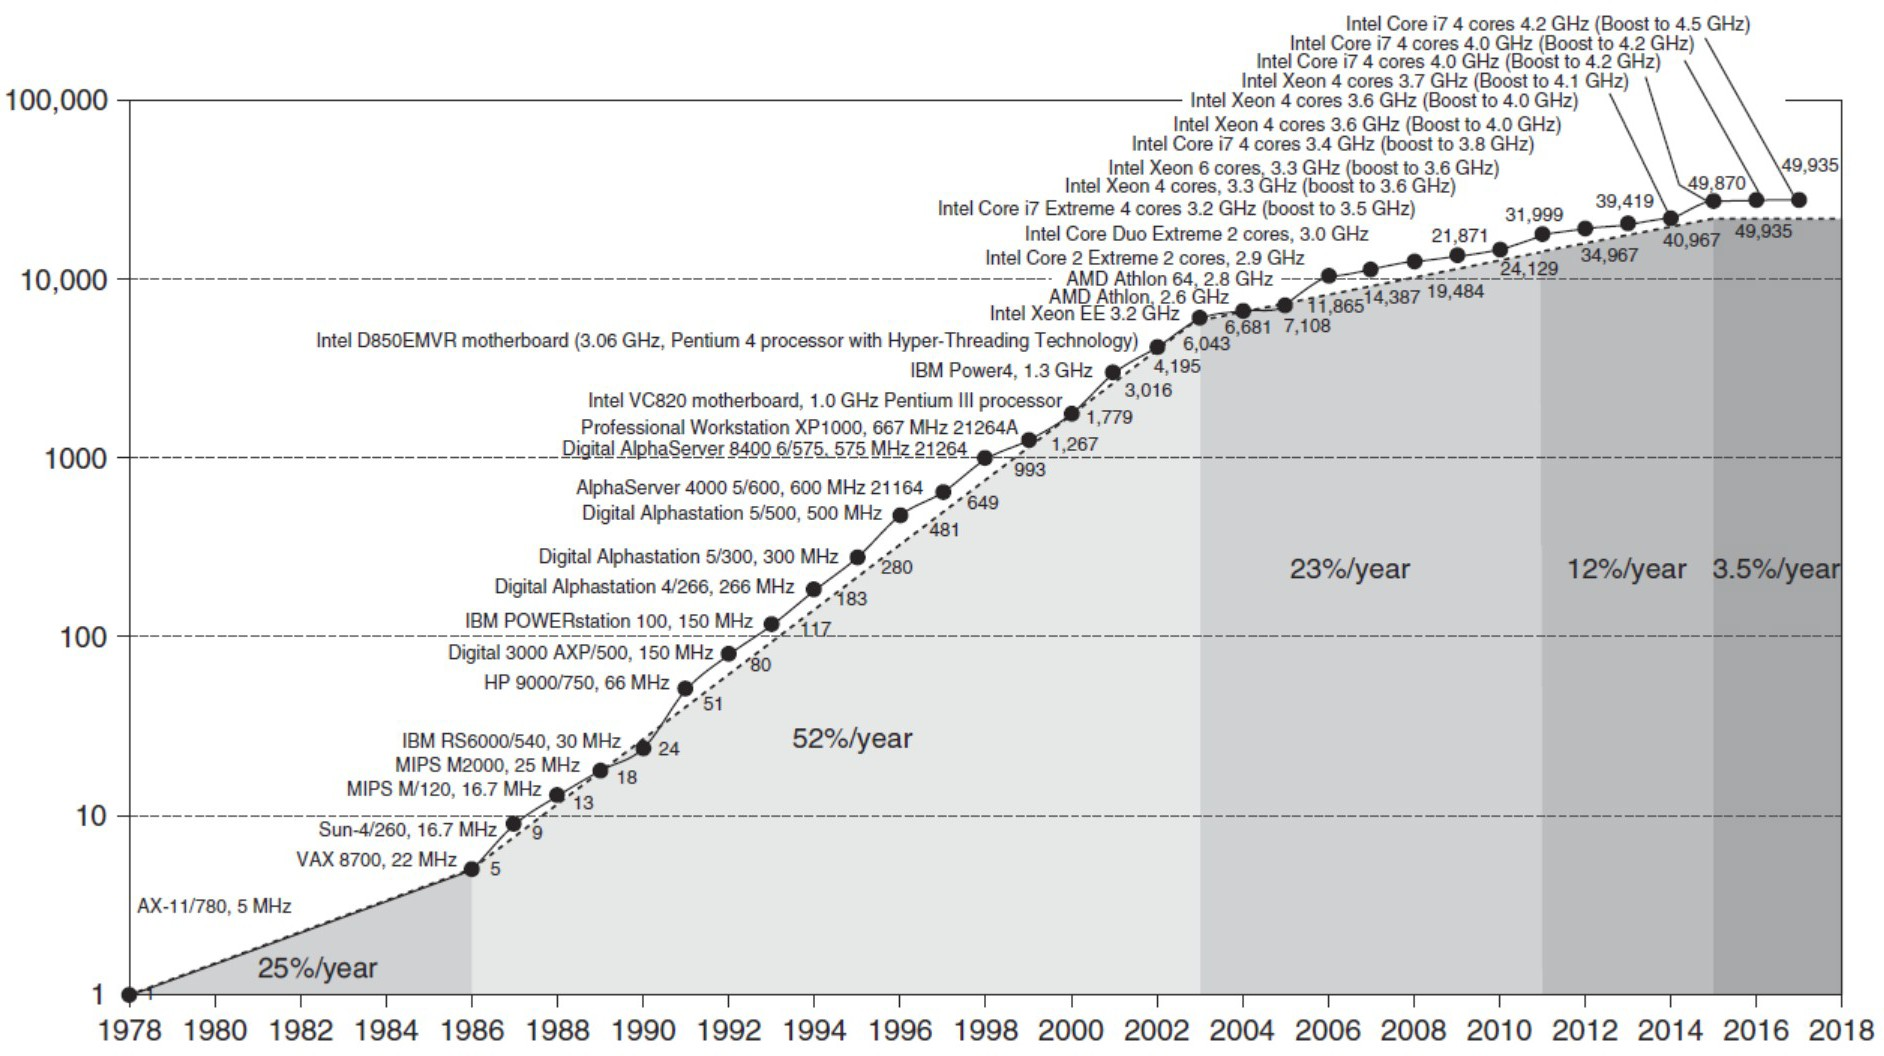 Intel Core i7 4 cores 4.2 GHz (Boost to 4.5 GHz)
Intel Core i7 4 cores 4.0 GHz (Boost to 4.2 GHz)
Intel Core i7 4 cores 4.0 GHz (Boost to 4.2 GHz)
Intel Xeon 4 cores 3.7 GHz (Boost to 4.1 GHz)
100,000
Intel Xeon 4 cores 3.6 GHz (Boost to 4.0 GHz)
Intel Xeon 4 cores 3.6 GHz (Boost to 4.0 GHz)
Intel Core i7 4 cores 3.4 GHz (boost to 3.8 GHz)
Intel Xeon 6 cores, 3.3 GHz (boost to 3.6 GHz)
49,935
Intel Xeon 4 cores, 3.3 GHz (boost to 3.6 GHz)
49,870
39,419
Intel Core i7 Extreme 4 cores 3.2 GHz (boost to 3.5 GHz)
31,999
Intel Core Duo Extreme 2 cores, 3.0 GHz
21,871
40,967
49,935
Intel Core 2 Extreme 2 cores, 2.9 GHz
34,967
24,129
10,000
AMD Athlon 64, 2.8 GHz
AMD Athlon, 2.6 GHz
11,865
14,387
19,484
Intel Xeon EE 3.2 GHz
6,681
7,108
Intel D850EMVR motherboard (3.06 GHz, Pentium 4 processor with Hyper-Threading Technology)
6,043
4,195
IBM Power4, 1.3 GHz
3,016
Intel VC820 motherboard, 1.0 GHz Pentium III processor
1,779
Professional Workstation XP1000, 667 MHz 21264A
1,267
Digital AlphaServer 8400 6/575, 575 MHz 21264
1000
993
AlphaServer 4000 5/600, 600 MHz 21164
649
Digital Alphastation 5/500, 500 MHz
481
Digital Alphastation 5/300, 300 MHz
280
23%/year
12%/year
3.5%/year
Digital Alphastation 4/266, 266 MHz
183
IBM POWERstation 100, 150 MHz
117
100
Digital 3000 AXP/500, 150 MHz
80
HP 9000/750, 66 MHz
51
52%/year
IBM RS6000/540, 30 MHz
24
MIPS M2000, 25 MHz
18
MIPS M/120, 16.7 MHz
13
10
Sun-4/260, 16.7 MHz
9
VAX 8700, 22 MHz
5
AX-11/780, 5 MHz
25%/year
1
1
1978 1980 1982 1984 1986 1988 1990 1992 1994 1996 1998 2000 2002 2004 2006 2008 2010 2012 2014 2016 2018